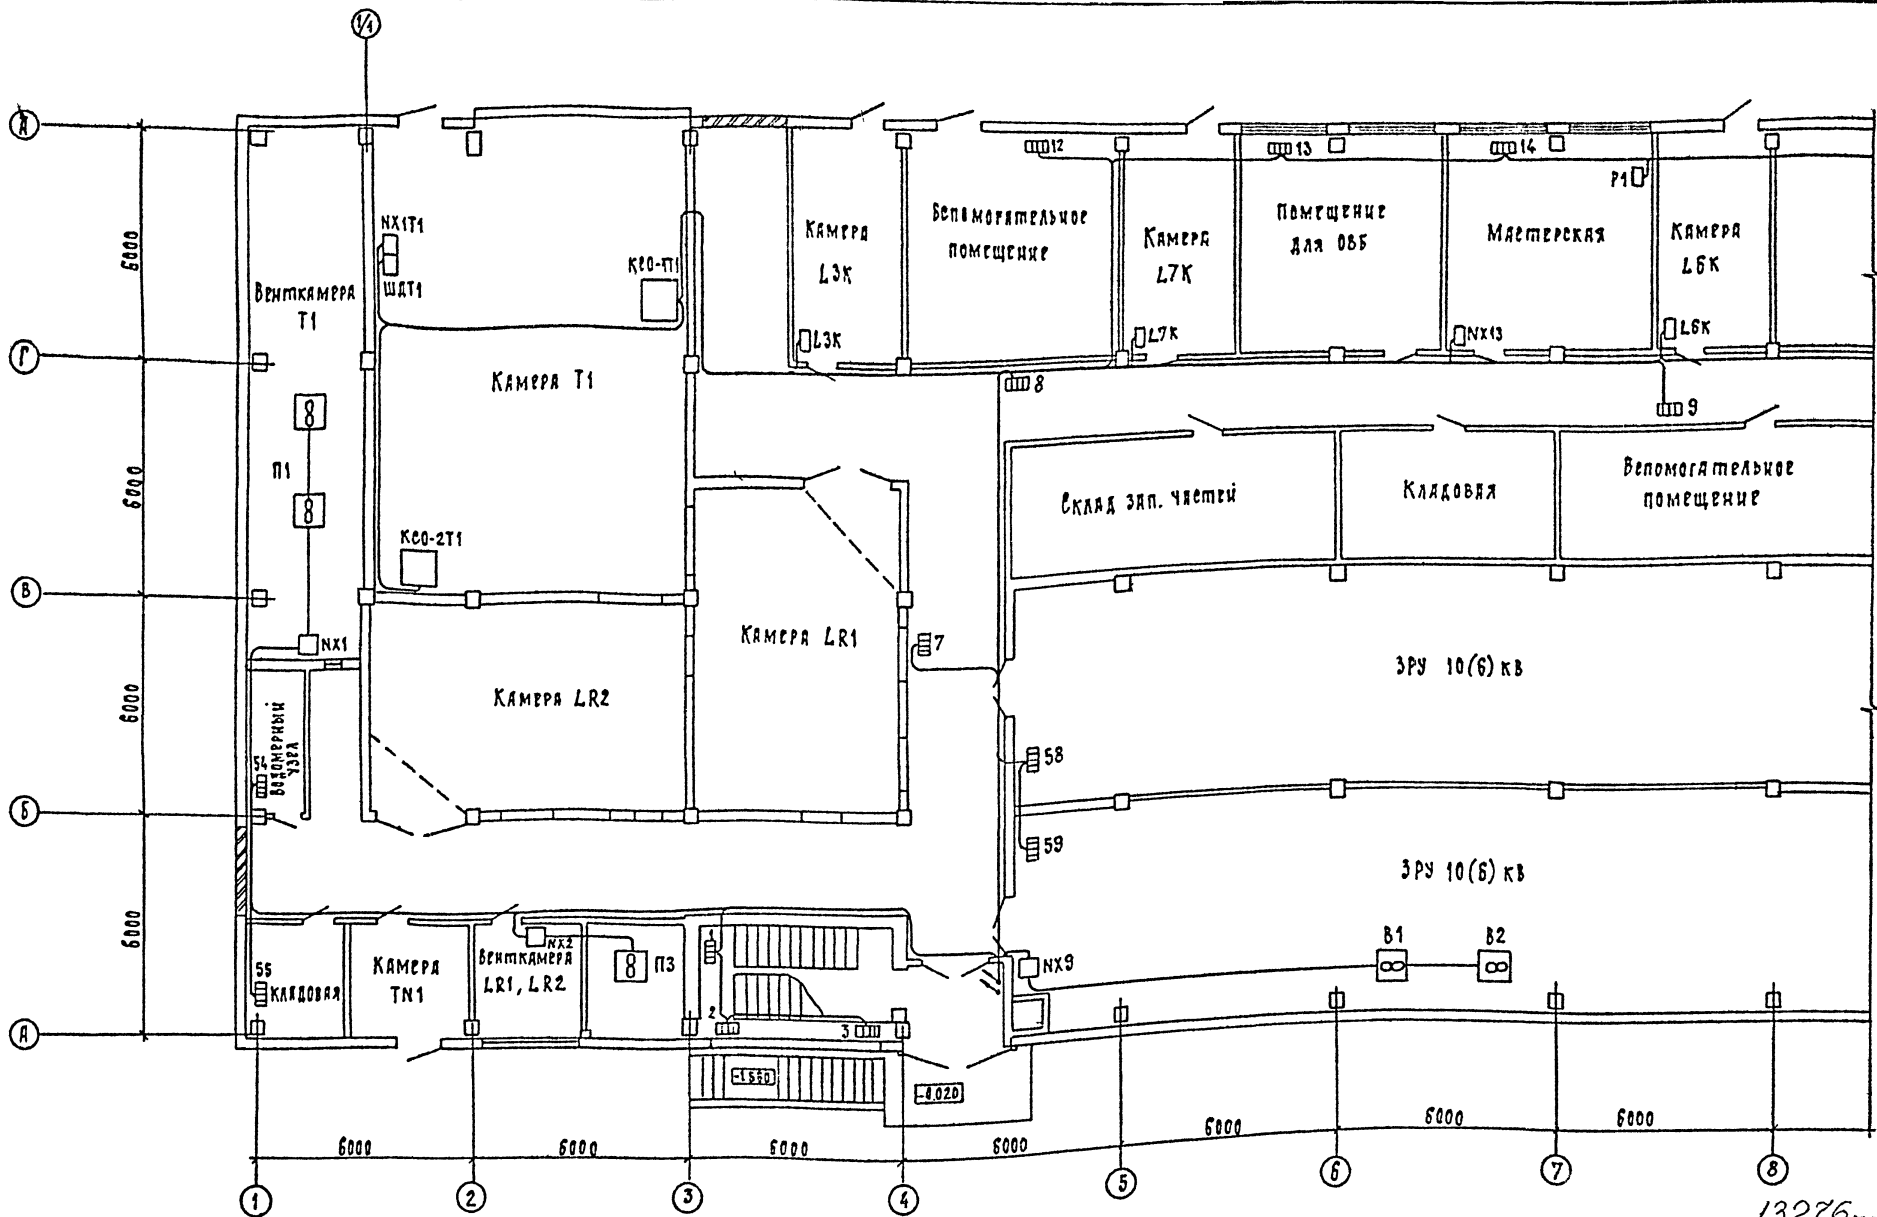 1/1
Д
6000
NX1Т1
ШДТ1
КСО-1Т1
Венткамера
Т1
Камера
L3К
L3К
Вспомогательное
помещение
12
Камера
L7К
L7К
Помещение
для ОВБ
13
14
Р1
Мастерская
NX13
Камера
L6К
L6К
Г
6000
П1
Камера Т1
8
9
КСО-2Т1
Склад зап. частей
Кладовая
Вспомогательное
помещение
В
6000
NX1
Водомерный
узел
54
Камера LR2
Камера LR1
7
ЗРУ 10(6) кВ
58
Б
59
ЗРУ 10(6) кВ
6000
55
Кладовая
Камера
TN1
NX2
Венткамера
LR1, LR2
П3
1
2
3
NX9
В1
В2
А
-0.020
6000
6000
6000
6000
6000
6000
6000
1
2
3
4
5
6
7
8